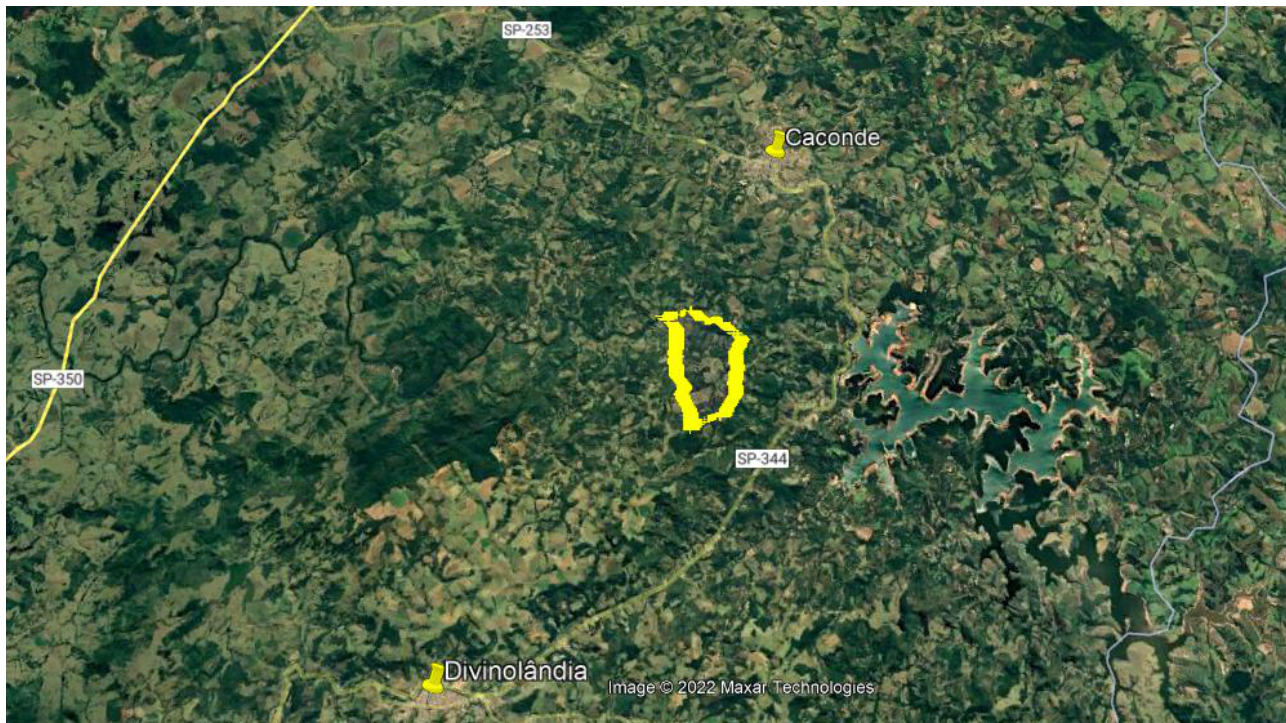 SP-253
Caconde
SP-350
SP-344
Divinolândia
Image © 2022 Maxar Technologies